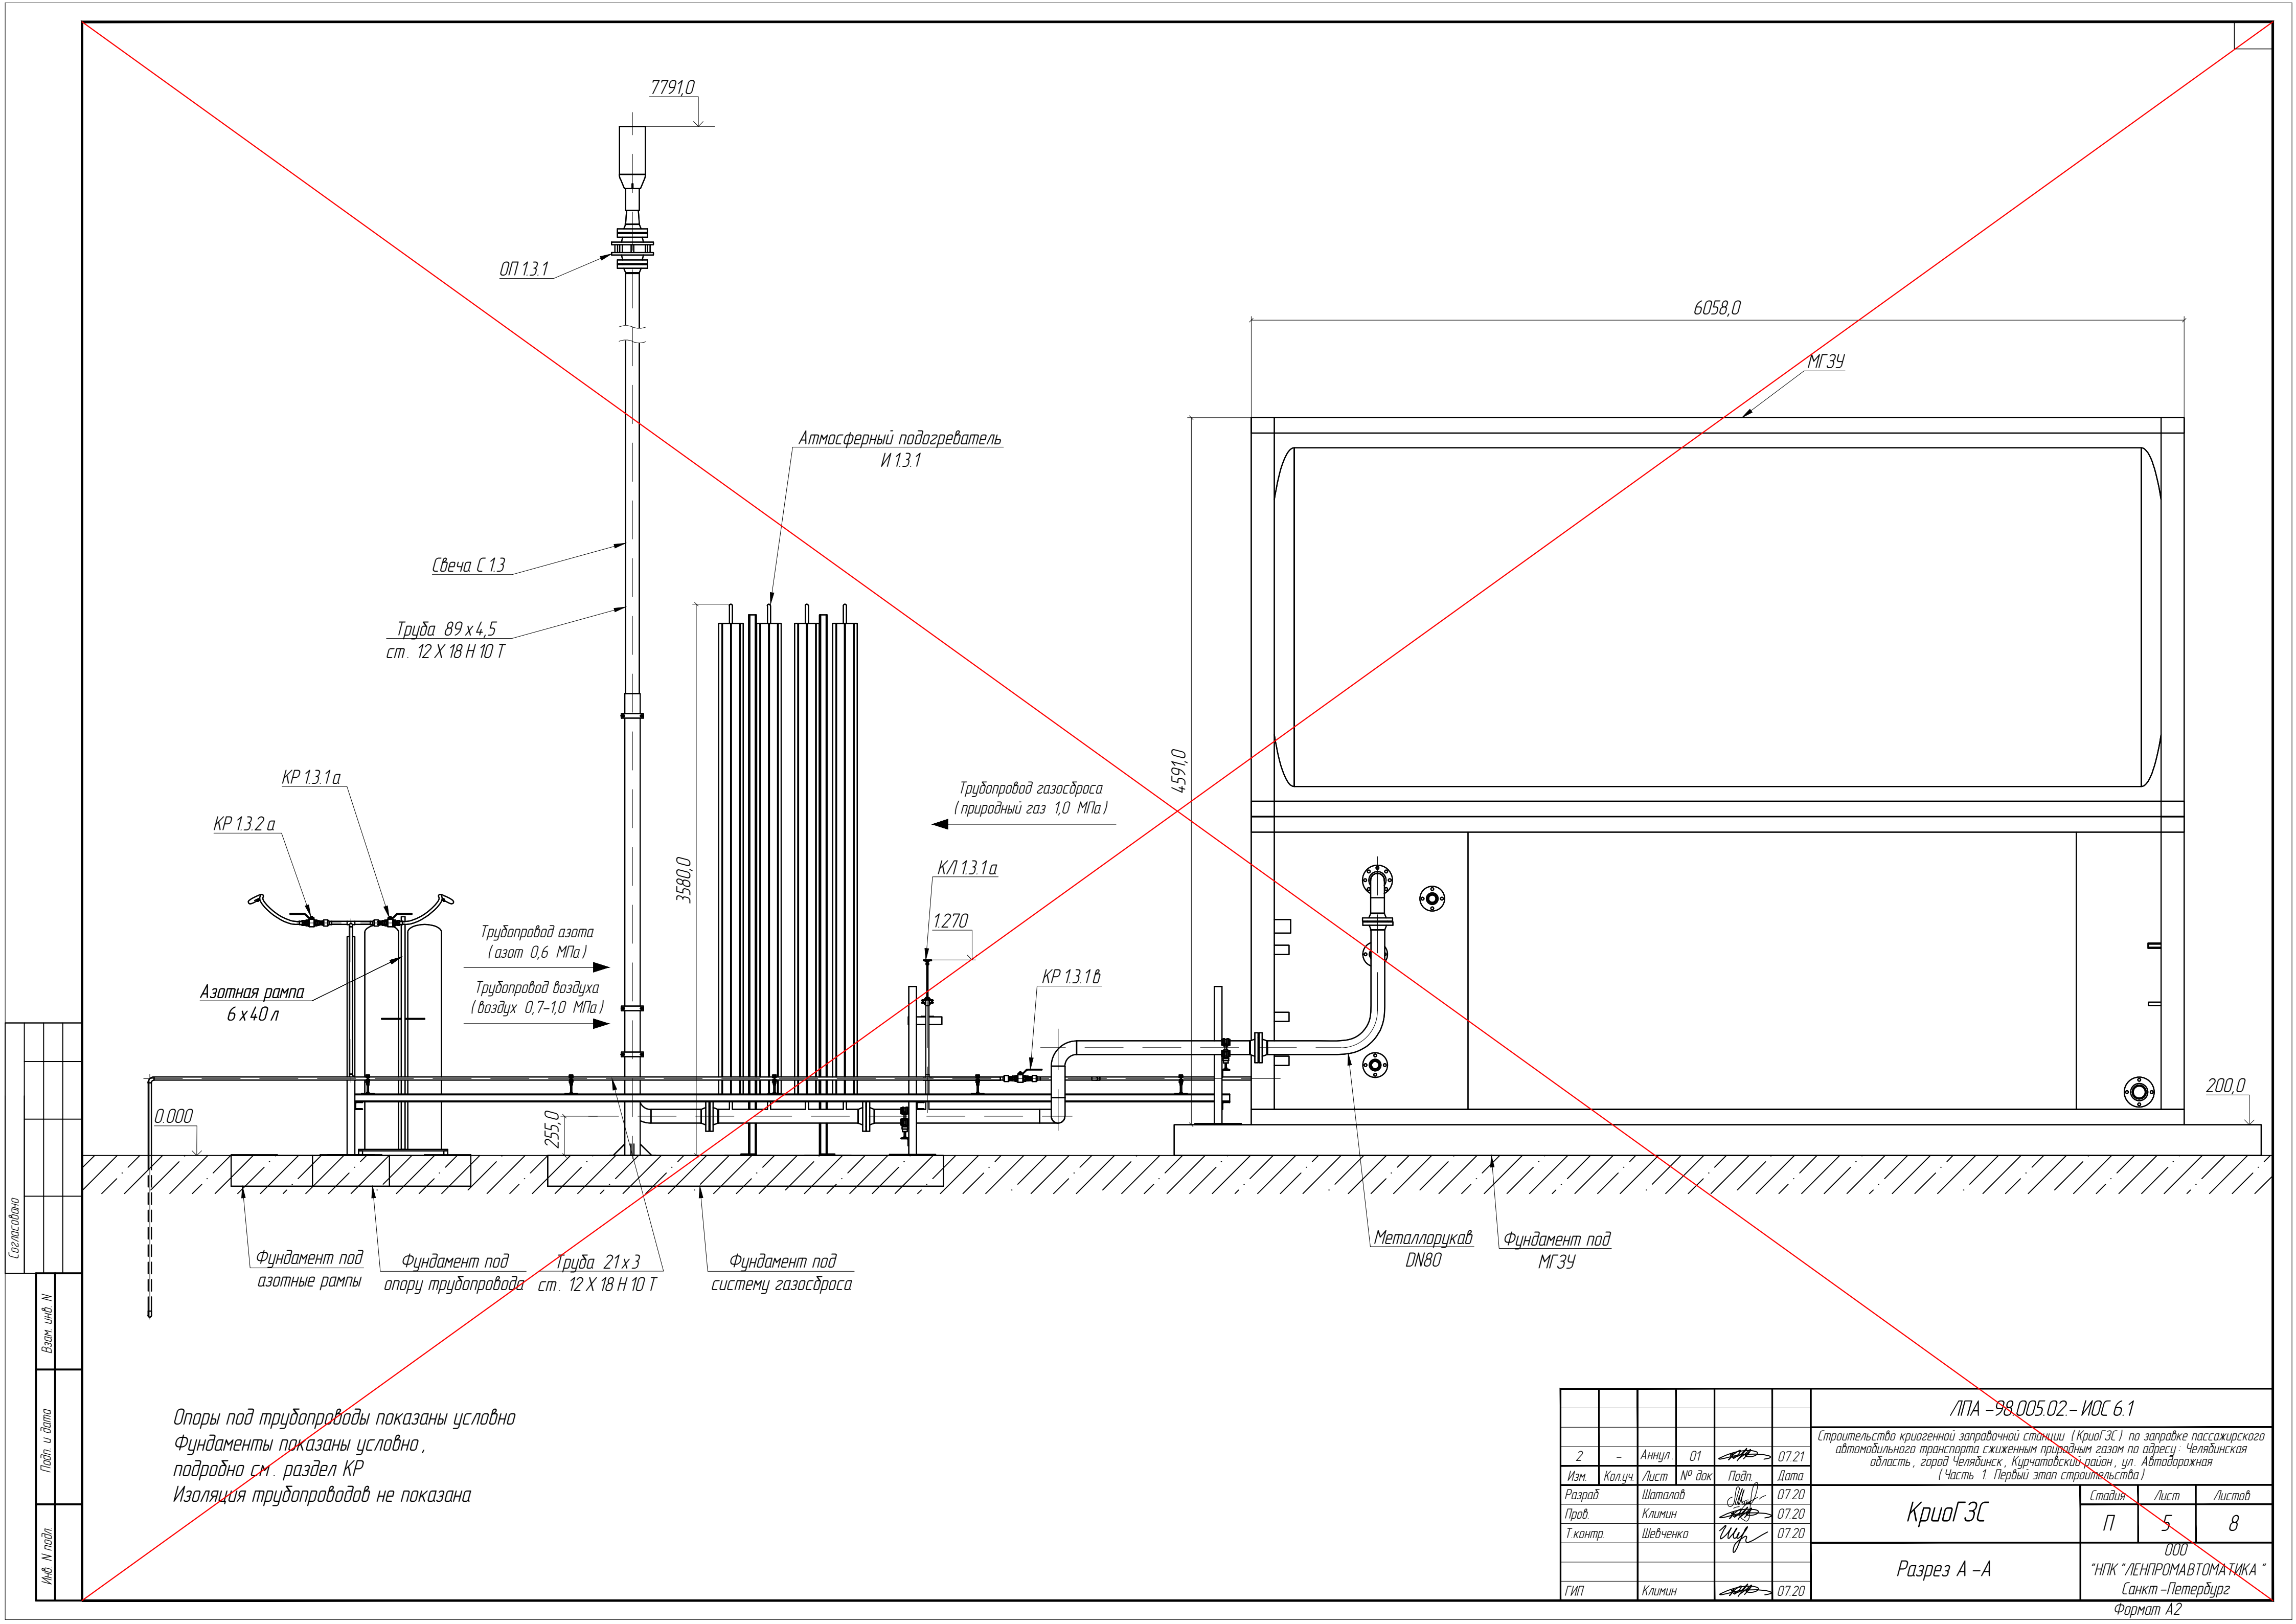 7791,0
ОП 1.3.1
6058,0
МГЗУ
Атмосферный подогреватель
И 1.3.1
Свеча С 1.3
Труба 89 х 4,5
ст. 12 Х 18 Н 10 Т
4591,0
3580,0
КР 1.3.1 а
КР 1.3.2 а
Трубопровод газосброса
(природный газ 1,0 МПа)
КЛ 1.3.1 а
1.270
Трубопровод азота
(азот 0,6 МПа)
КР 1.3.1 в
Азотная рампа
6 х 40 л
Трубопровод воздуха
(воздух 0,7-1,0 МПа)
0.000
255,0
200,0
Фундамент под
азотные рампы
Фундамент под
опору трубопровода
Труба 21 х 3
ст. 12 Х 18 Н 10 Т
Фундамент под
систему газосброса
Металлорукав
DN80
Фундамент под
МГЗУ
Опоры под трубопроводы показаны условно
Фундаменты показаны условно,
подробно см. раздел КР
Изоляция трубопроводов не показана
Согласовано
Взам. инв. N
Подп. и дата
Инв. N подл.
ЛПА -98.005.02.- ИОС 6.1
Строительство криогенной заправочной станции (КриоГЗС) по заправке пассажирского
автомобильного транспорта сжиженным природным газом по адресу: Челябинская
область, город Челябинск, Курчатовский район, ул. Автодорожная
(Часть 1. Первый этап строительства)
2 - Аннул. 01 07.21
Изм. Кол.уч. Лист № док Подп. Дата
Разраб. Шаталов 07.20
Пров. Климин 07.20
Т.контр. Шевченко 07.20
ГИП Климин 07.20
КриоГЗС
Стадия Лист Листов
П 5 8
Разрез А -А
ООО
"НПК "ЛЕНПРОМАВТОМАТИКА "
Санкт -Петербург
Формат А2